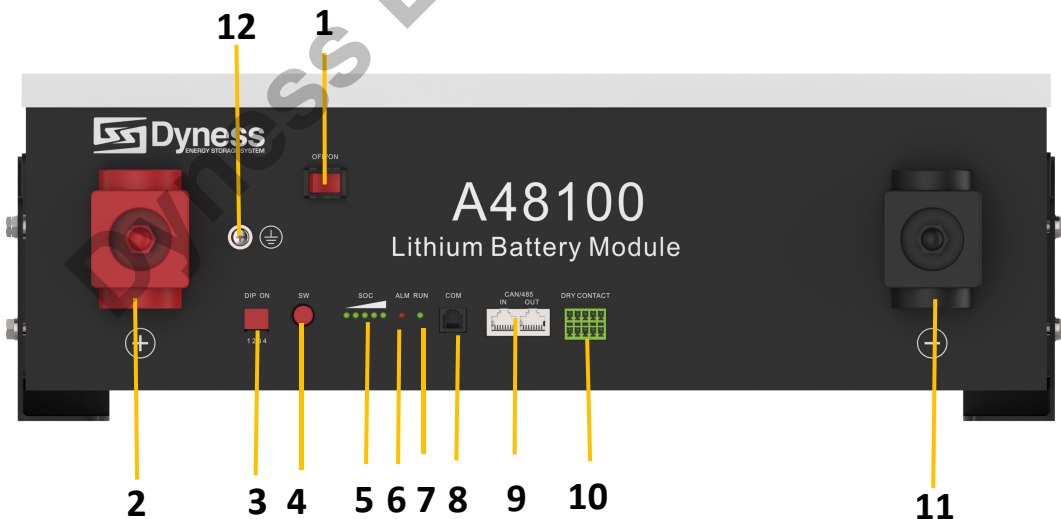 12
1
Dyness
ENERGY STORAGE SYSTEM
OFF/ON
A48100
Lithium Battery Module
DIP ON
SW
SOC
ALM RUN
COM
CAN/485
IN OUT
DRY CONTACT
1 2 3 4
+
−
2
3
4
5
6
7
8
9
10
11
Dyness